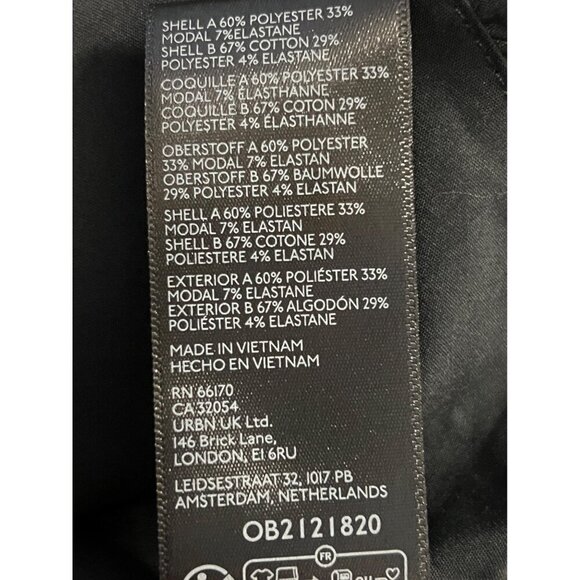 SHELL A 60% POLYESTER 33%
MODAL 7% ELASTANE
SHELL B 67% COTTON 29%
POLYESTER 4% ELASTANE
COQUILLE A 60% POLYESTER 33%
MODAL 7% ELASTHANNE
COQUILLE B 67% COTON 29%
POLYESTER 4% ÉLASTHANNE
OBERSTOFF A 60% POLYESTER
33% MODAL 7% ELASTAN
OBERSTOFF B 67% BAUMWOLLE
29% POLYESTER 4% ELASTAN
SHELL A 60% POLIESTERE 33%
MODAL 7% ELASTAN
SHELL B 67% COTONE 29%
POLIESTERE 4% ELASTAN
EXTERIOR A 60% POLIÉSTER 33%
MODAL 7% ELASTANE
EXTERIOR B 67% ALGODÓN 29%
POLIÉSTER 4% ELASTANE
MADE IN VIETNAM
HECHO EN VIETNAM
RN 66170
CA 32054
URBN UK Ltd.
146 Brick Lane,
LONDON, E1 6RU
LEIDSESTRAAT 32, 1017 PB
AMSTERDAM, NETHERLANDS
OB2121820
FR